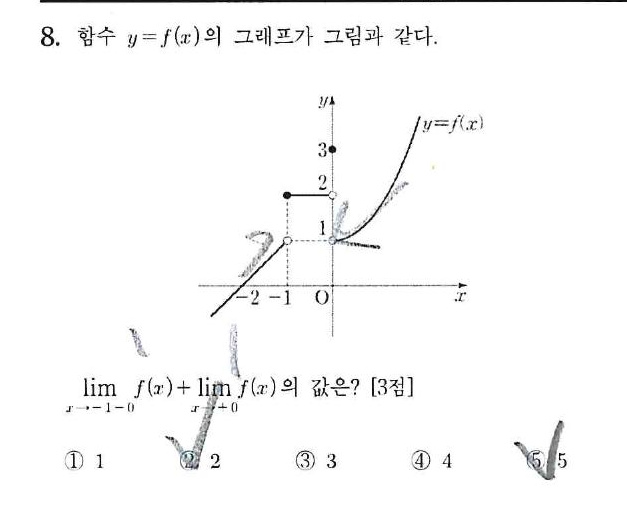 8. 함수 y=f(x)의 그래프가 그림과 같다.
y
y=f(x)
3
2
1
-2 -1 O x
1 1
lim f(x)+ lim f(x)의 값은? [3점]
x→-1-0 x→+0
① 1 ② 2 ③ 3 ④ 4 ⑤ 5